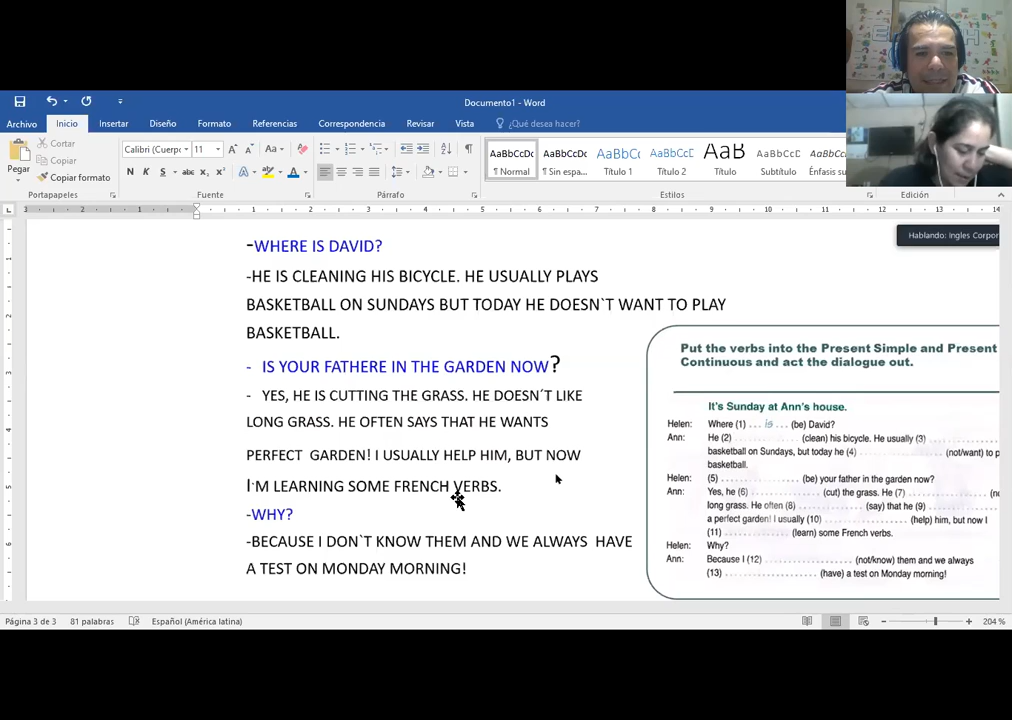 Documento1 - Word
Archivo Inicio Insertar Diseño Formato Referencias Correspondencia Revisar Vista ¿Qué desea hacer?
Cortar
Copiar
Copiar formato
Pegar
Calibri (Cuerpo 11
AaBbCcDc AaBbCcDc AaBbC AaBbCcD AaB AaBbCcD AaBbCcD
¶ Normal ¶ Sin espa... Título 1 Título 2 Título Subtítulo Énfasis su
Portapapeles Fuente Párrafo Estilos Edición
Hablando: Ingles Corpor
-WHERE IS DAVID?
-HE IS CLEANING HIS BICYCLE. HE USUALLY PLAYS
BASKETBALL ON SUNDAYS BUT TODAY HE DOESN`T WANT TO PLAY
BASKETBALL.
- IS YOUR FATHERE IN THE GARDEN NOW?
- YES, HE IS CUTTING THE GRASS. HE DOESN´T LIKE
LONG GRASS. HE OFTEN SAYS THAT HE WANTS
PERFECT GARDEN! I USUALLY HELP HIM, BUT NOW
I'M LEARNING SOME FRENCH VERBS.
-WHY?
-BECAUSE I DON`T KNOW THEM AND WE ALWAYS HAVE
A TEST ON MONDAY MORNING!
Put the verbs into the Present Simple and Present
Continuous and act the dialogue out.
It's Sunday at Ann's house.
Helen: Where (1) ... is ... (be) David?
Ann: He (2) (clean) his bicycle. He usually (3)
basketball on Sundays, but today he (4) (not/want) to p
basketball.
Helen: (5) (be) your father in the garden now?
Ann: Yes, he (6) (cut) the grass. He (7) (no
long grass. He often (8) (say) that he (9)
a perfect garden! I usually (10) (help) him, but now I
(11) (learn) some French verbs.
Helen: Why?
Ann: Because I (12) (not/know) them and we always
(13) (have) a test on Monday morning!
Página 3 de 3 81 palabras Español (América latina) 204 %